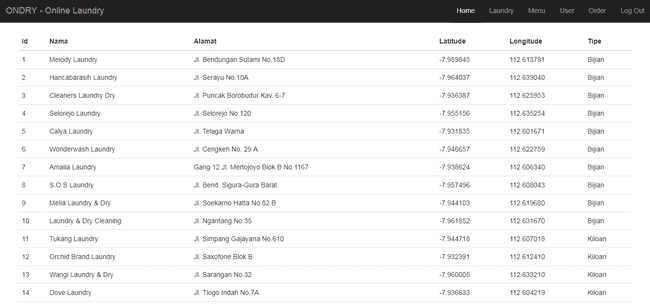 ONDRY - Online Laundry Home Laundry Menu User Order Log Out
Id Nama Alamat Latitude Longitude Tipe
1 Melody Laundry Jl. Bendungan Sutami No.18D -7.959845 112.613781 Bijian
2 Hancabarasih Laundry Jl. Serayu No.10A -7.964037 112.639040 Bijian
3 Cleaners Laundry Dry Jl. Puncak Borobudur Kav. 6-7 -7.936387 112.625953 Bijian
4 Selorejo Laundry Jl. Selorejo No.120 -7.955156 112.635254 Bijian
5 Calya Laundry Jl. Telaga Warna -7.931835 112.601671 Bijian
6 Wonderwash Laundry Jl. Cengkeh No. 29 A -7.946657 112.622759 Bijian
7 Amalia Laundry Gang 12 Jl. Mertojoyo Blok B No.1167 -7.938624 112.606340 Bijian
8 S.O.S Laundry Jl. Bend. Sigura-Gura Barat -7.957496 112.608043 Bijian
9 Melia Laundry & Dry Jl. Soekarno Hatta No.82 B -7.944103 112.619680 Bijian
10 Laundry & Dry Cleaning Jl. Ngantang No.35 -7.961852 112.631670 Bijian
11 Tukang Laundry Jl. Simpang Gajayana No.610 -7.944718 112.607018 Kiloan
12 Orchid Brand Laundry Jl. Saxofone Blok B -7.932391 112.612410 Kiloan
13 Wangi Laundry & Dry Jl. Sarangan No.32 -7.960005 112.633210 Kiloan
14 Dove Laundry Jl. Tlogo Indah No.7A -7.936633 112.604219 Kiloan